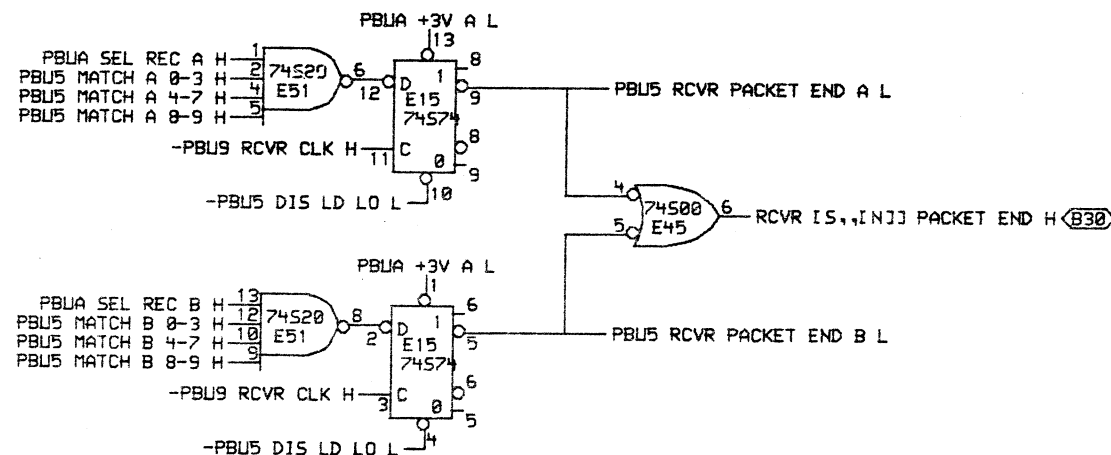 PBUA +3V A L
13
PBUA SEL REC A H 1
PBU5 MATCH A 0-3 H 2
PBU5 MATCH A 4-7 H 4
PBU5 MATCH A 8-9 H 5
74S20
E51
6
12
D 1
E15
74S74
C 0
8
9
8
9
PBU5 RCVR PACKET END A L
-PBU9 RCVR CLK H 11
-PBU5 DIS LD LO L 10
4
5
74S00
E45
6
RCVR [S,,IN]] PACKET END H B30
PBUA +3V A L
1
PBUA SEL REC B H 13
PBU5 MATCH B 0-3 H 12
PBU5 MATCH B 4-7 H 10
PBU5 MATCH B 8-9 H 9
74S20
E51
8
2
D 1
E15
74S74
C 0
6
5
6
5
PBU5 RCVR PACKET END B L
-PBU9 RCVR CLK H 3
-PBU5 DIS LD LO L 4